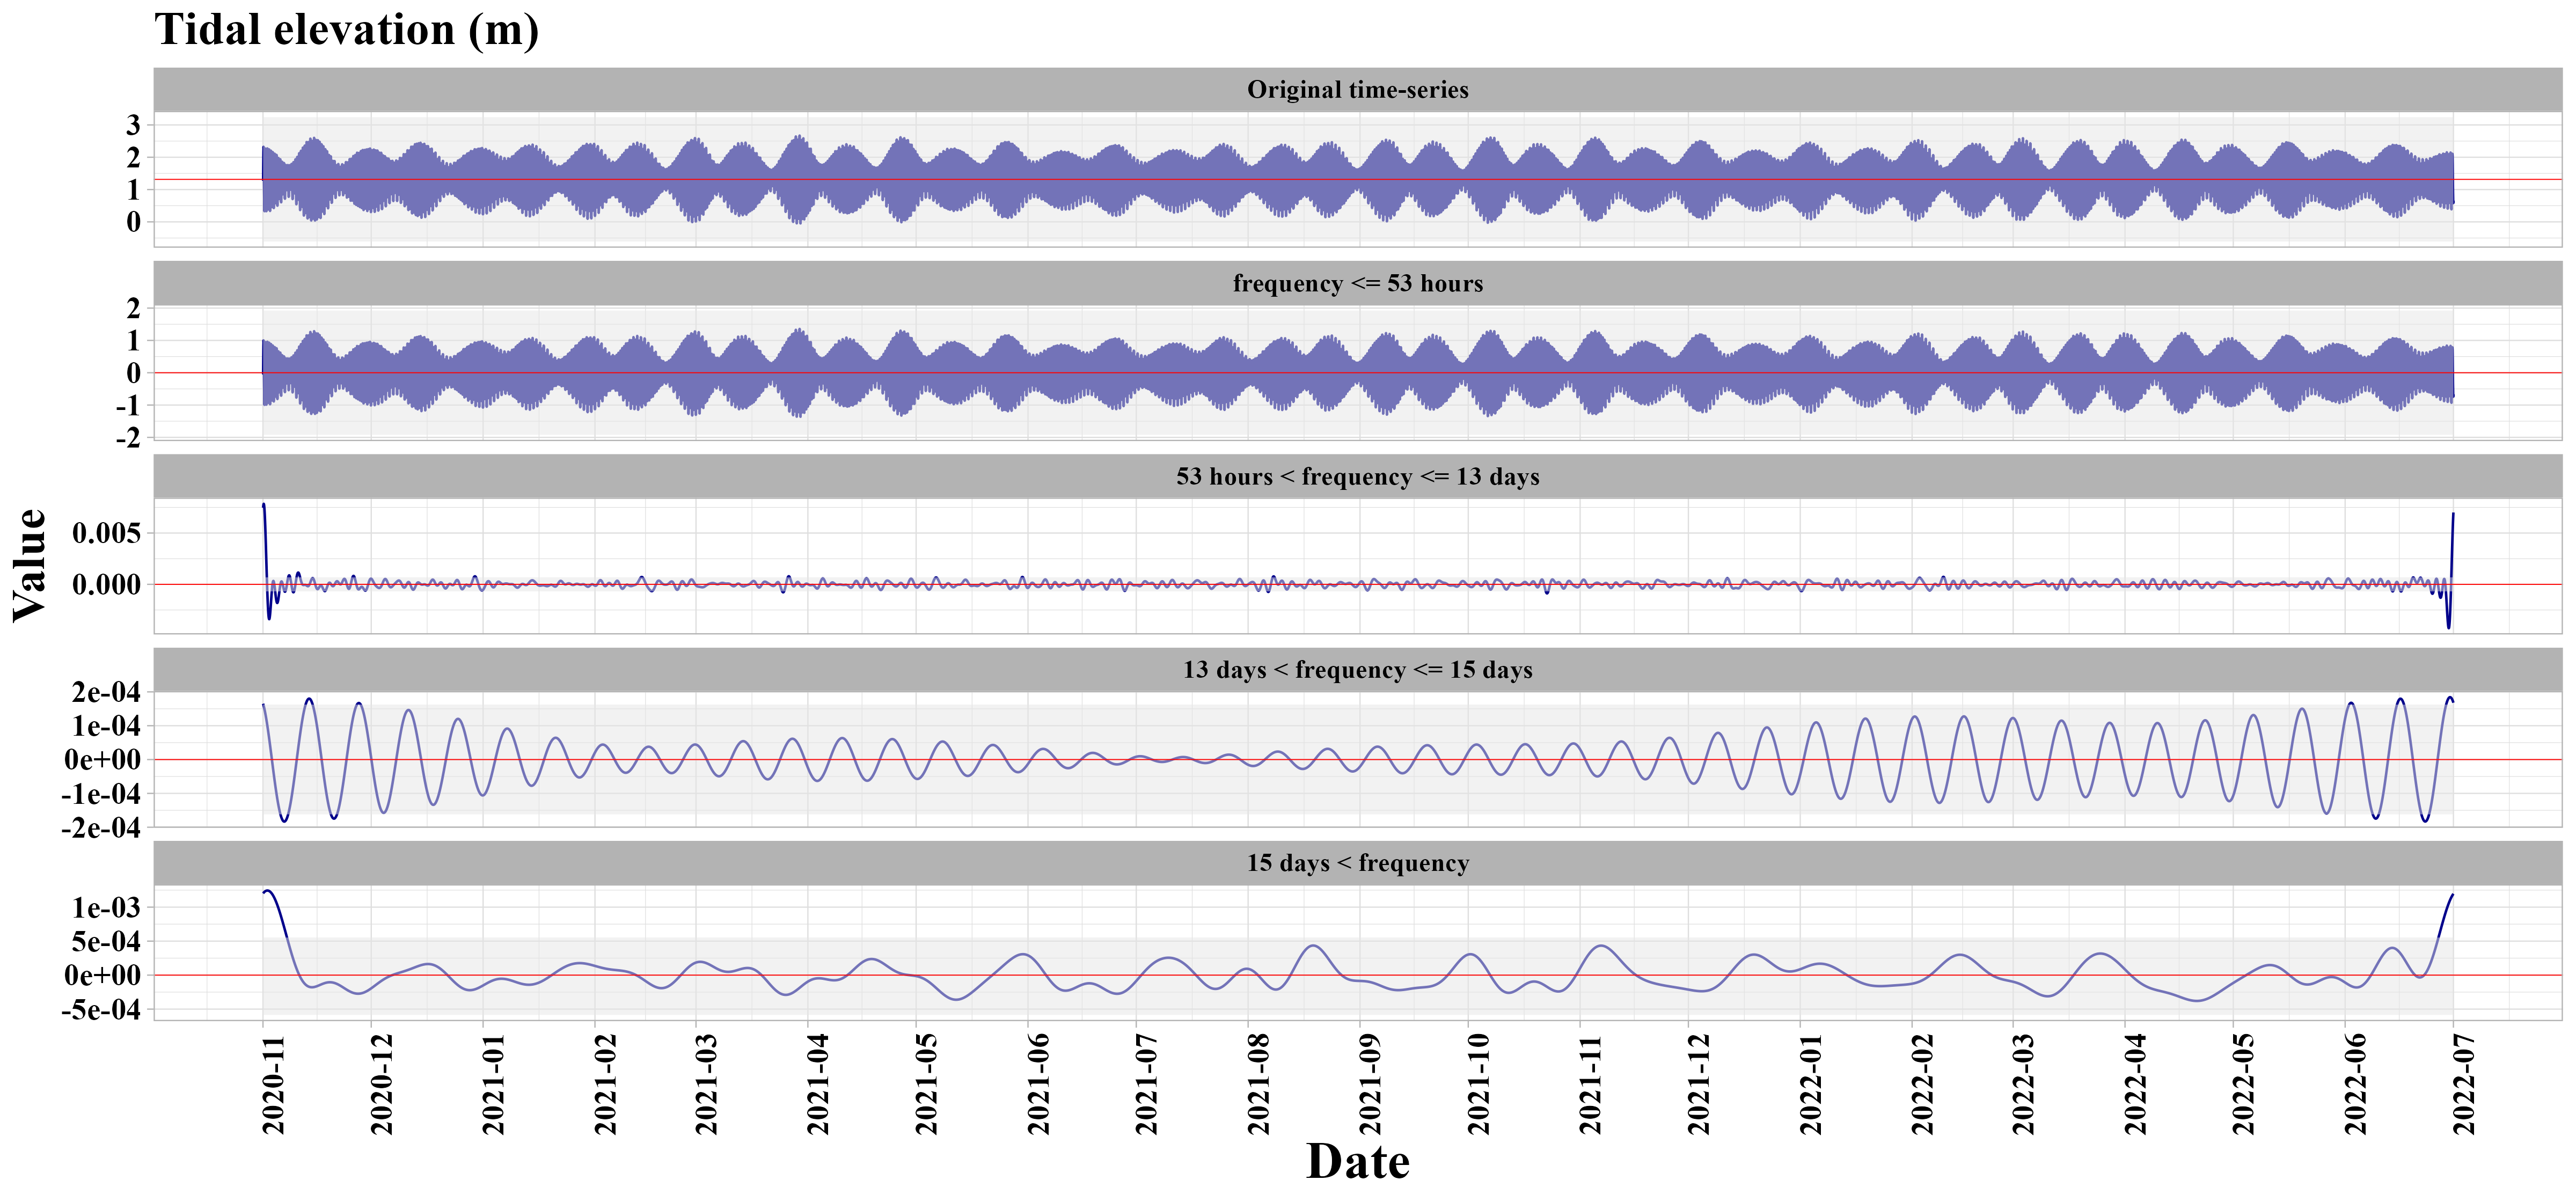 Tidal elevation (m)
Original time-series
3
2
1
0
frequency <= 53 hours
2
1
0
-1
-2
53 hours < frequency <= 13 days
0.005
0.000
13 days < frequency <= 15 days
2e-04
1e-04
0e+00
-1e-04
-2e-04
15 days < frequency
1e-03
5e-04
0e+00
-5e-04
Value
2020-11
2020-12
2021-01
2021-02
2021-03
2021-04
2021-05
2021-06
2021-07
2021-08
2021-09
2021-10
2021-11
2021-12
2022-01
2022-02
2022-03
2022-04
2022-05
2022-06
2022-07
Date